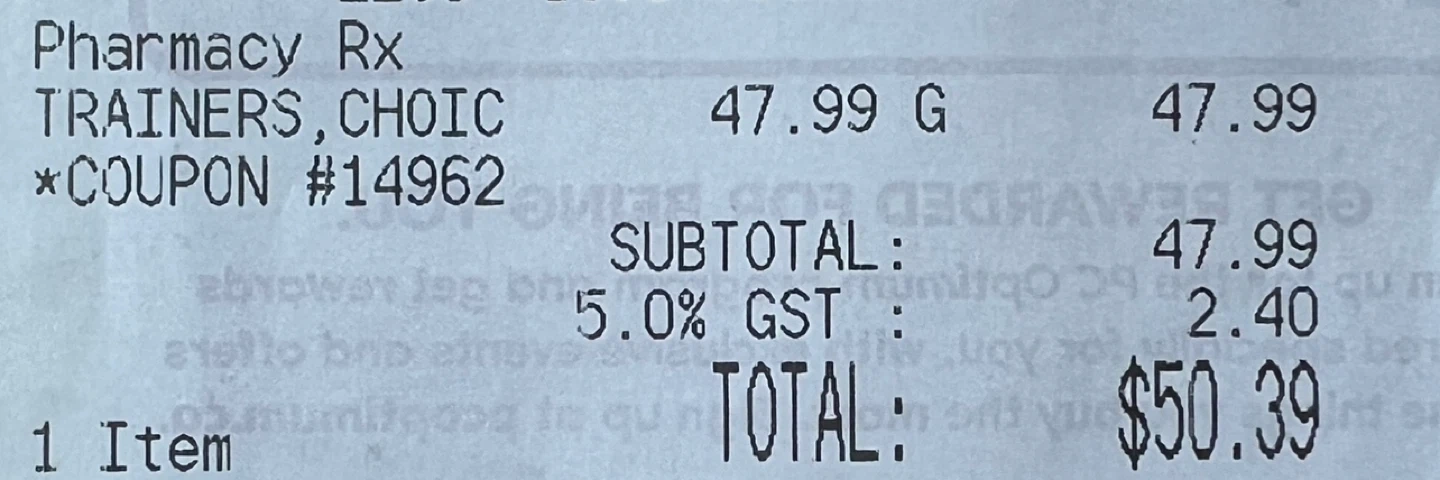 Pharmacy Rx
TRAINERS,CHOIC 47.99 G 47.99
*COUPON #14962
SUBTOTAL: 47.99
5.0% GST : 2.40
TOTAL: $50.39
1 Item